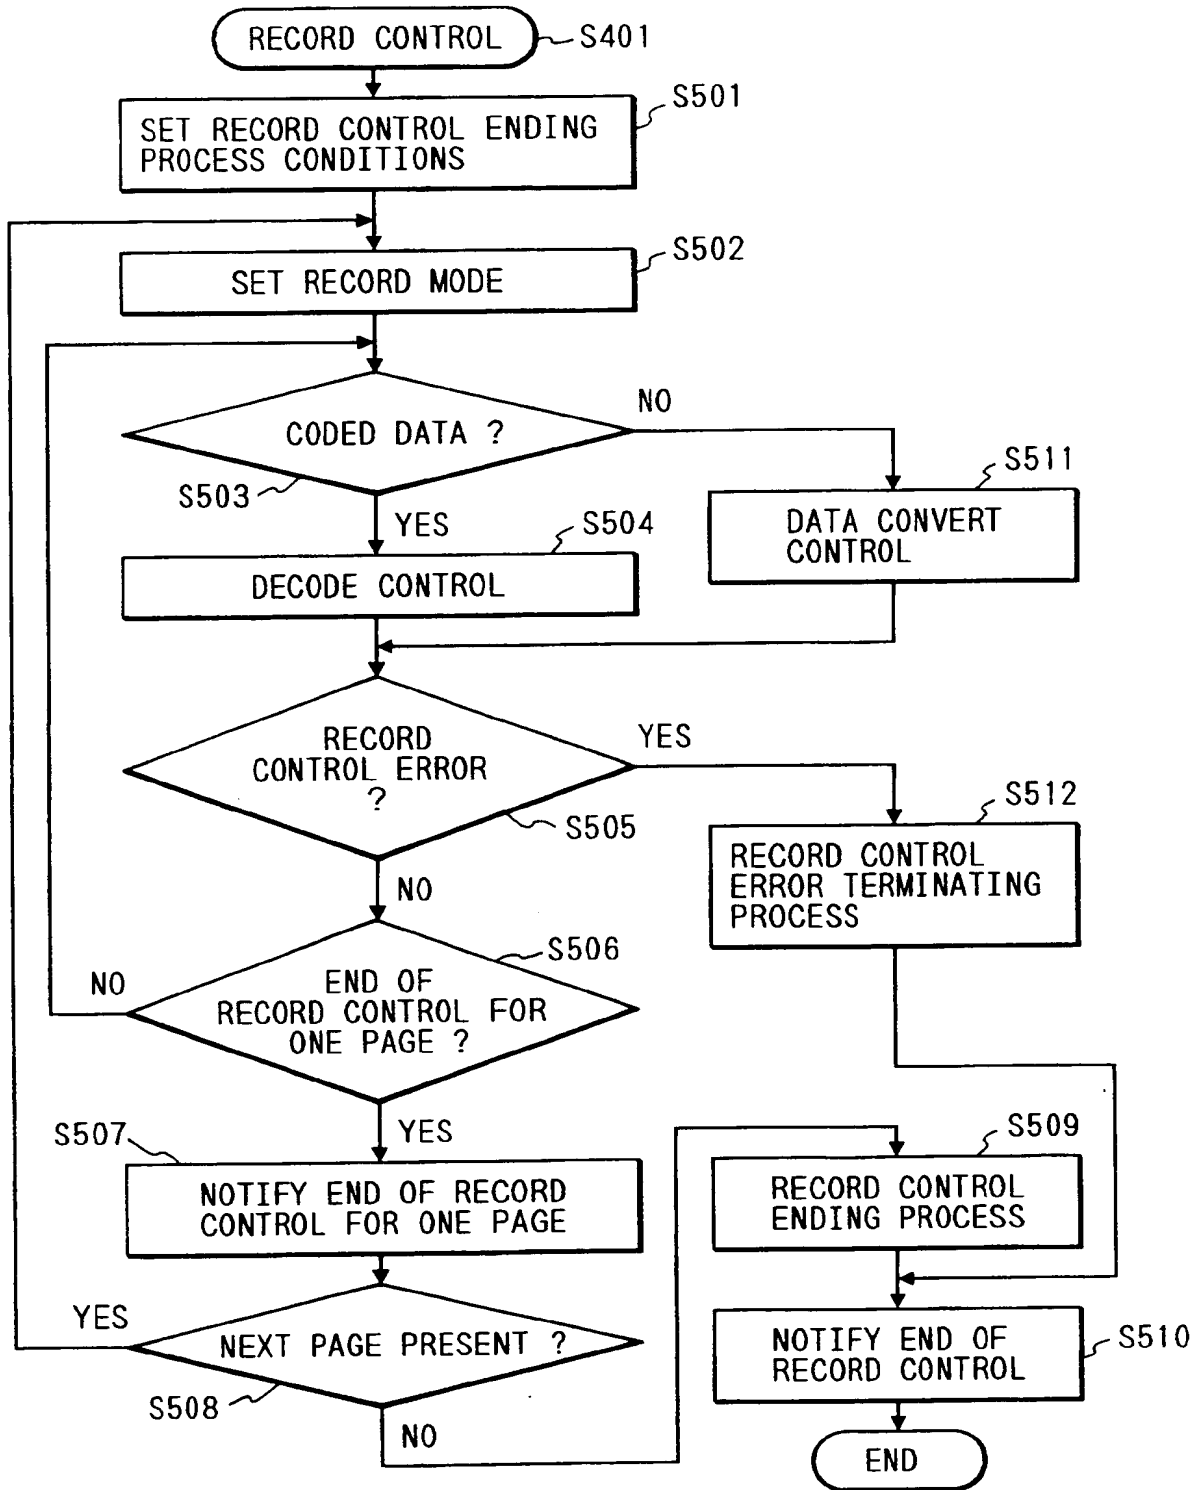 RECORD CONTROL
S401
S501
SET RECORD CONTROL ENDING
PROCESS CONDITIONS
S502
SET RECORD MODE
NO
CODED DATA ?
S503
S511
YES
S504
DATA CONVERT
CONTROL
DECODE CONTROL
RECORD
CONTROL ERROR
?
YES
S505
S512
RECORD CONTROL
ERROR TERMINATING
PROCESS
NO
S506
NO
END OF
RECORD CONTROL FOR
ONE PAGE ?
YES
S507
NOTIFY END OF RECORD
CONTROL FOR ONE PAGE
S509
RECORD CONTROL
ENDING PROCESS
YES
NEXT PAGE PRESENT ?
S508
NO
NOTIFY END OF
RECORD CONTROL
S510
END